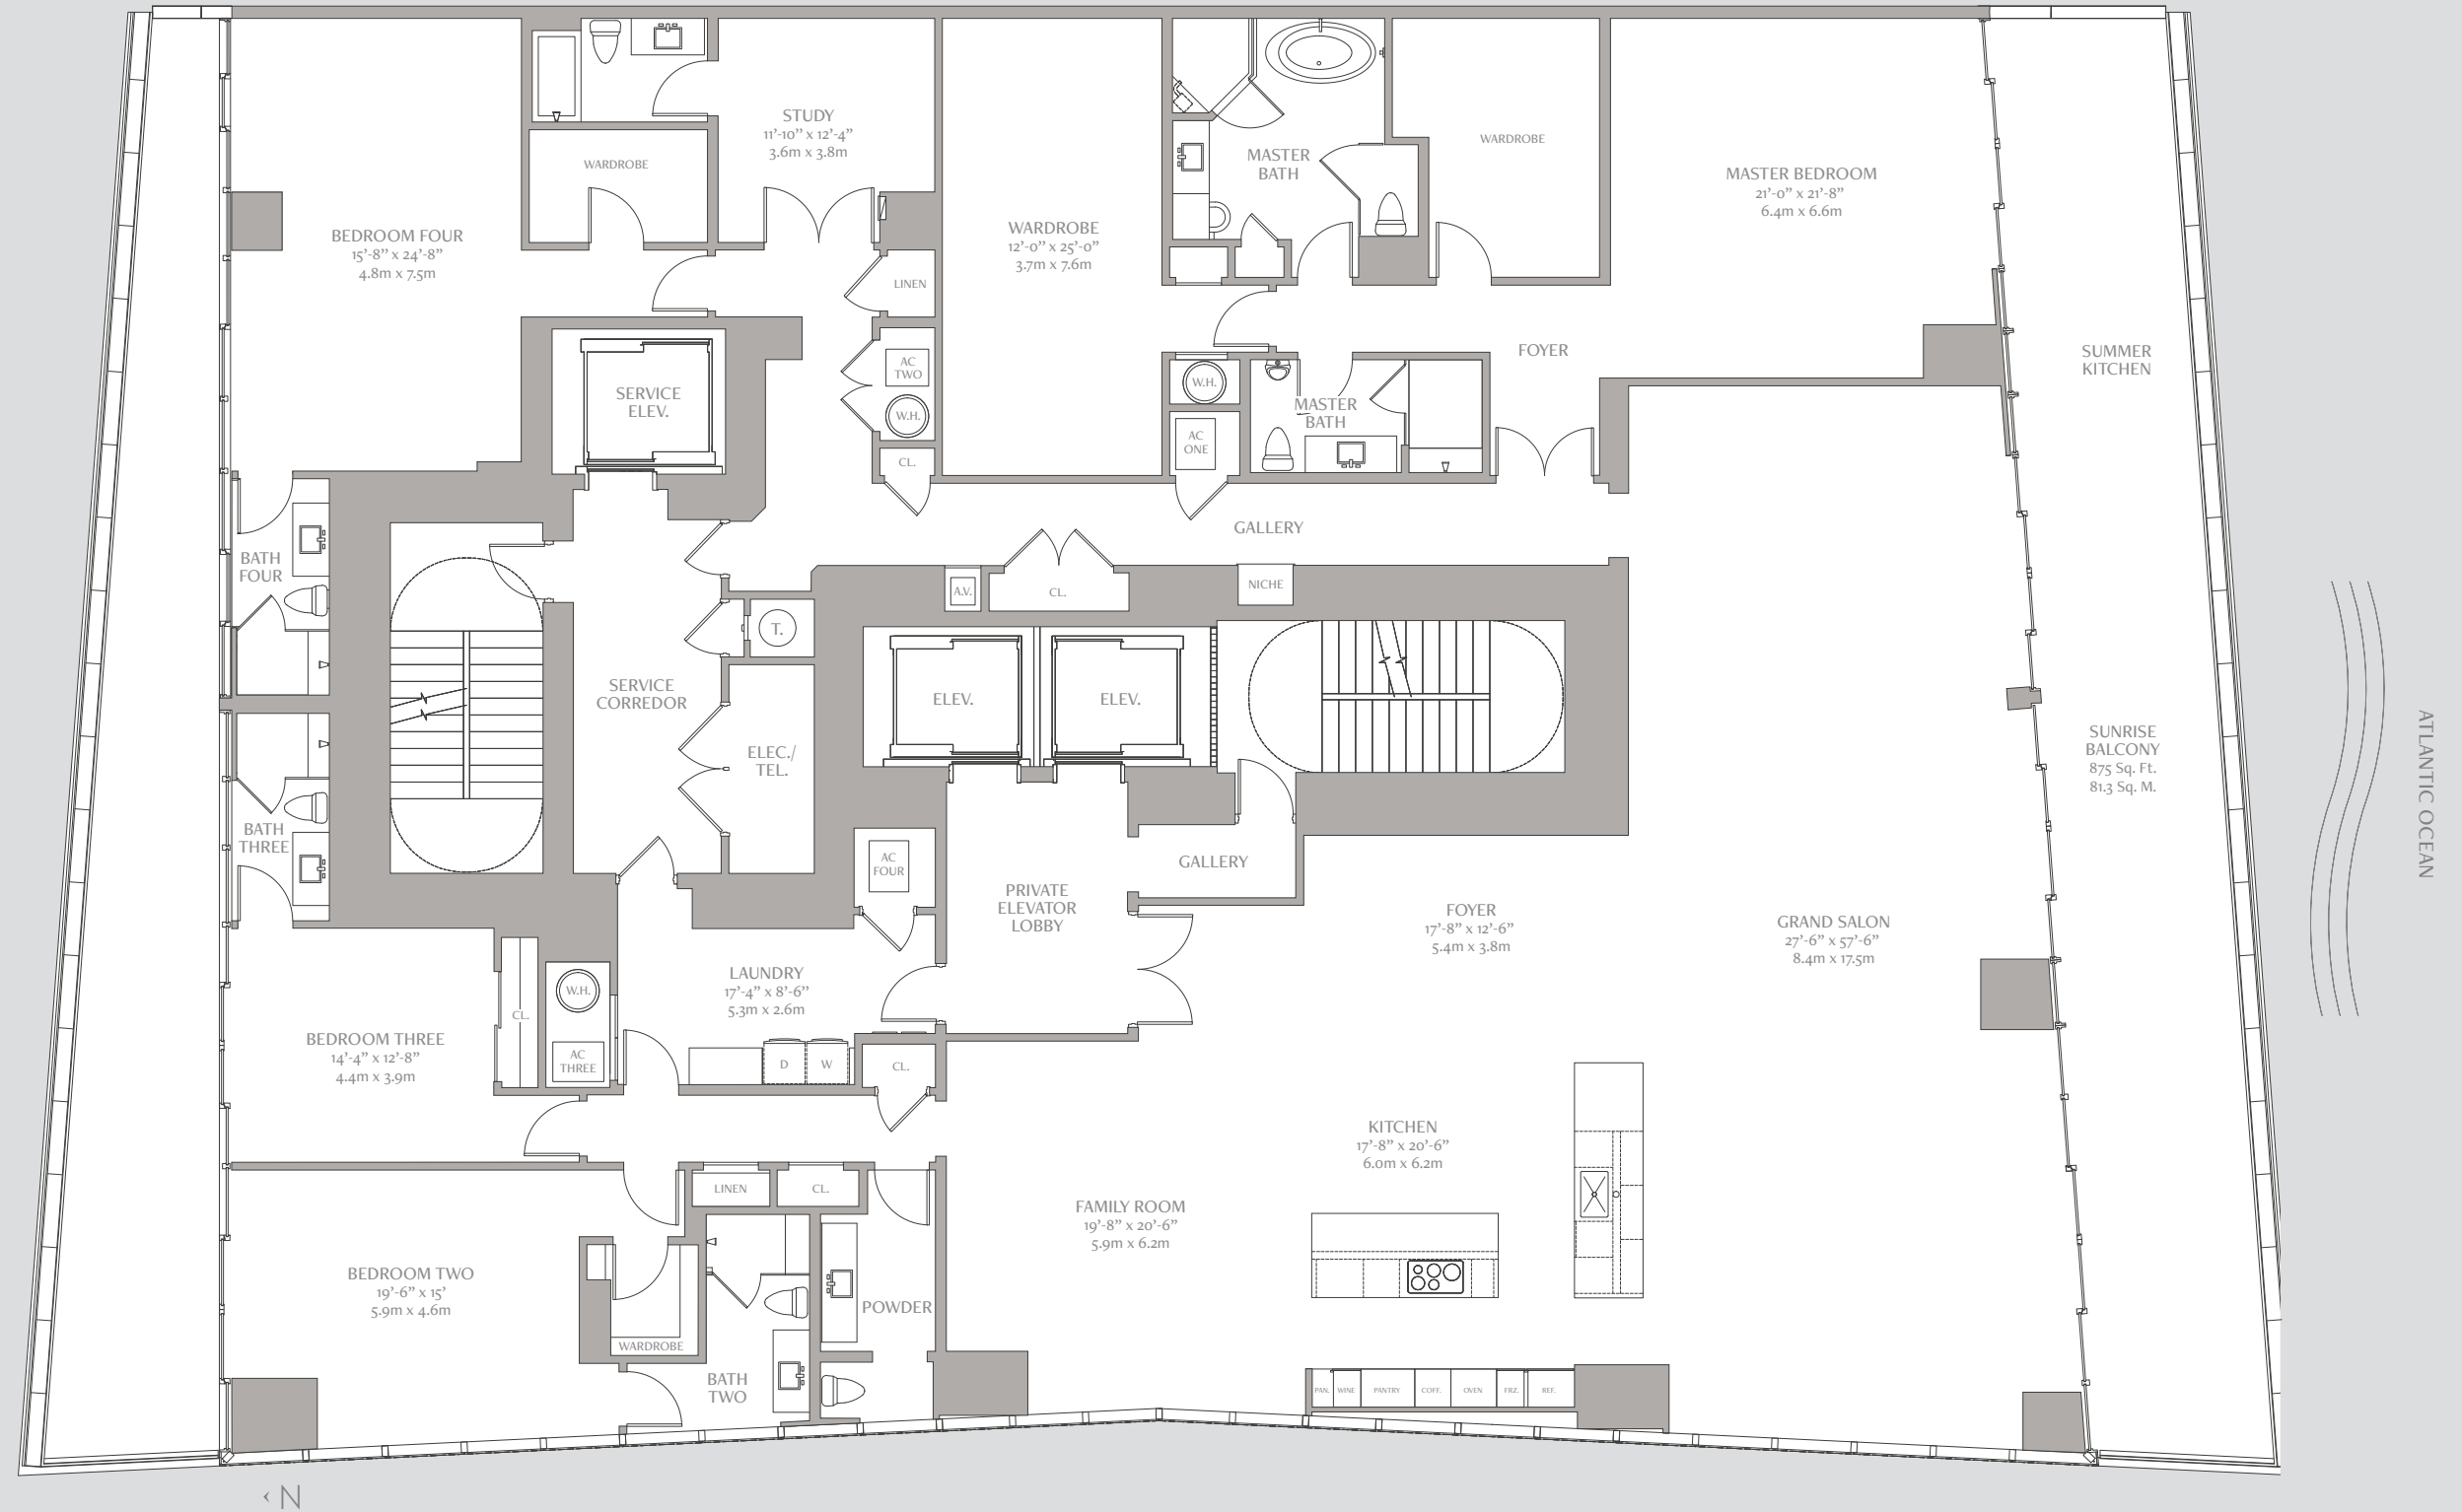 STUDY
11’-10” x 12’-4”
3.6m x 3.8m
WARDROBE
BEDROOM FOUR
15’-8” x 24’-8”
4.8m x 7.5m
LINEN
WARDROBE
12’-0” x 25’-0”
3.7m x 7.6m
MASTER
BATH
WARDROBE
MASTER BEDROOM
21’-0” x 21’-8”
6.4m x 6.6m
SUMMER
KITCHEN
FOYER
SERVICE
ELEV.
AC
TWO
W.H.
CL.
W.H.
AC
ONE
MASTER
BATH
GALLERY
BATH
FOUR
A.V.
CL.
NICHE
T.
SERVICE
CORREDOR
ELEC./
TEL.
ELEV.
ELEV.
SUNRISE
BALCONY
875 Sq. Ft.
81.3 Sq. M.
ATLANTIC OCEAN
BATH
THREE
AC
FOUR
GALLERY
PRIVATE
ELEVATOR
LOBBY
FOYER
17’-8” x 12’-6”
5.4m x 3.8m
GRAND SALON
27’-6” x 57’-6”
8.4m x 17.5m
LAUNDRY
17’-4” x 8’-6”
5.3m x 2.6m
W.H.
CL.
AC
THREE
BEDROOM THREE
14’-4” x 12’-8”
4.4m x 3.9m
D
W
CL.
KITCHEN
17’-8” x 20’-6”
6.0m x 6.2m
LINEN
CL.
FAMILY ROOM
19’-8” x 20’-6”
5.9m x 6.2m
BEDROOM TWO
19’-6” x 15’
5.9m x 4.6m
POWDER
WARDROBE
BATH
TWO
PAN.
WINE
PANTRY
COFF.
OVEN
FRZ.
REF.
‹ N